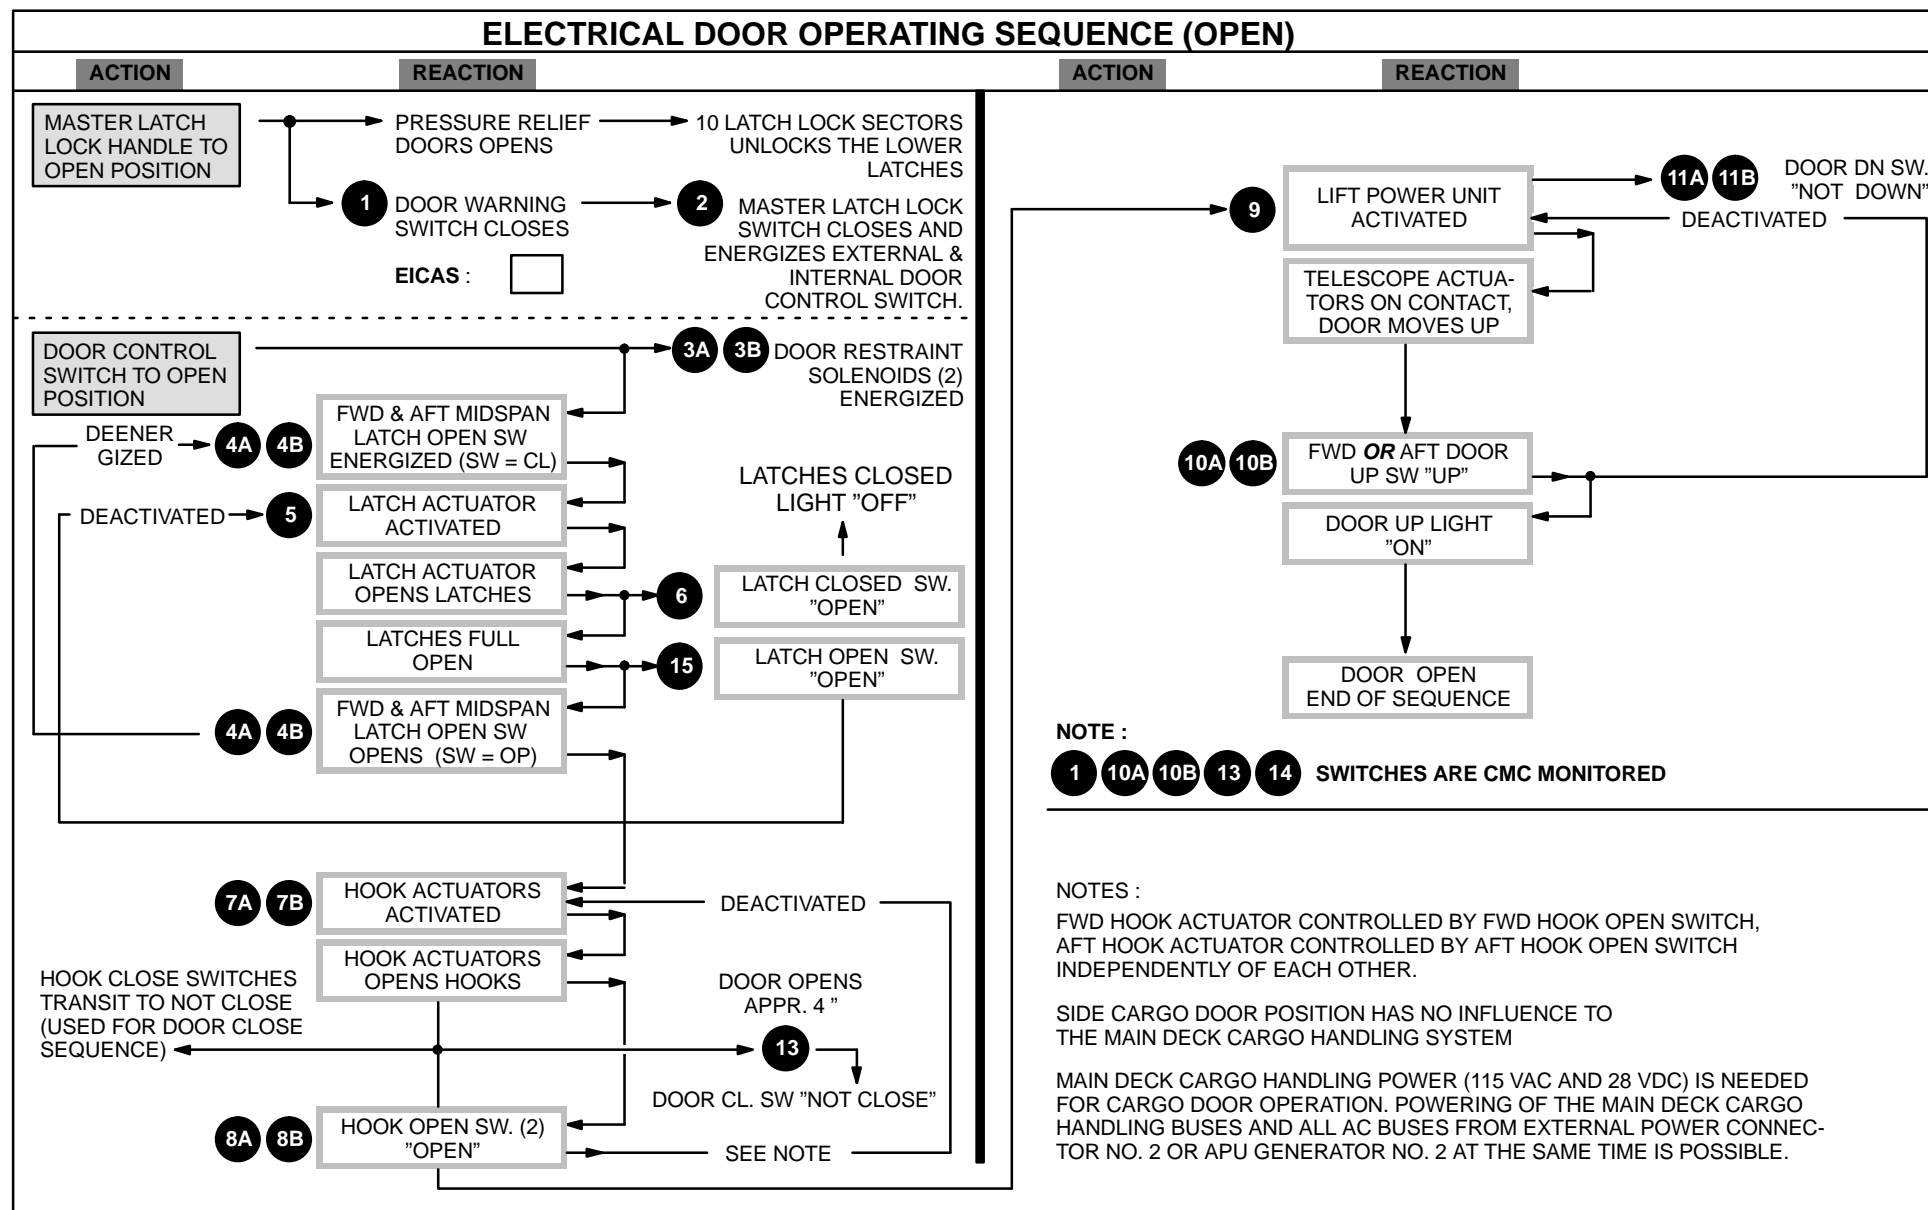 ELECTRICAL DOOR OPERATING SEQUENCE (OPEN)
ACTION
REACTION
MASTER LATCH
LOCK HANDLE TO
OPEN POSITION
PRESSURE RELIEF
DOORS OPENS
10 LATCH LOCK SECTORS
UNLOCKS THE LOWER
LATCHES
1
DOOR WARNING
SWITCH CLOSES
2
MASTER LATCH LOCK
SWITCH CLOSES AND
ENERGIZES EXTERNAL &
INTERNAL DOOR
CONTROL SWITCH.
EICAS :
DOOR CONTROL
SWITCH TO OPEN
POSITION
3A 3B DOOR RESTRAINT
SOLENOIDS (2)
ENERGIZED
DEENER
GIZED
4A 4B
FWD & AFT MIDSPAN
LATCH OPEN SW
ENERGIZED (SW = CL)
DEACTIVATED
5
LATCH ACTUATOR
ACTIVATED
LATCHES CLOSED
LIGHT ”OFF”
LATCH ACTUATOR
OPENS LATCHES
6
LATCH CLOSED SW.
”OPEN”
LATCHES FULL
OPEN
15
LATCH OPEN SW.
”OPEN”
4A 4B
FWD & AFT MIDSPAN
LATCH OPEN SW
OPENS (SW = OP)
7A 7B
HOOK ACTUATORS
ACTIVATED
DEACTIVATED
HOOK ACTUATORS
OPENS HOOKS
HOOK CLOSE SWITCHES
TRANSIT TO NOT CLOSE
(USED FOR DOOR CLOSE
SEQUENCE)
DOOR OPENS
APPR. 4 ”
13
DOOR CL. SW ”NOT CLOSE”
8A 8B
HOOK OPEN SW. (2)
”OPEN”
SEE NOTE
ACTION
REACTION
9
LIFT POWER UNIT
ACTIVATED
11A 11B
DOOR DN SW.
”NOT DOWN”
DEACTIVATED
TELESCOPE ACTUA-
TORS ON CONTACT,
DOOR MOVES UP
10A 10B
FWD OR AFT DOOR
UP SW ”UP”
DOOR UP LIGHT
”ON”
DOOR OPEN
END OF SEQUENCE
NOTE :
1 10A 10B 13 14 SWITCHES ARE CMC MONITORED
NOTES :
FWD HOOK ACTUATOR CONTROLLED BY FWD HOOK OPEN SWITCH,
AFT HOOK ACTUATOR CONTROLLED BY AFT HOOK OPEN SWITCH
INDEPENDENTLY OF EACH OTHER.
SIDE CARGO DOOR POSITION HAS NO INFLUENCE TO
THE MAIN DECK CARGO HANDLING SYSTEM
MAIN DECK CARGO HANDLING POWER (115 VAC AND 28 VDC) IS NEEDED
FOR CARGO DOOR OPERATION. POWERING OF THE MAIN DECK CARGO
HANDLING BUSES AND ALL AC BUSES FROM EXTERNAL POWER CONNEC-
TOR NO. 2 OR APU GENERATOR NO. 2 AT THE SAME TIME IS POSSIBLE.